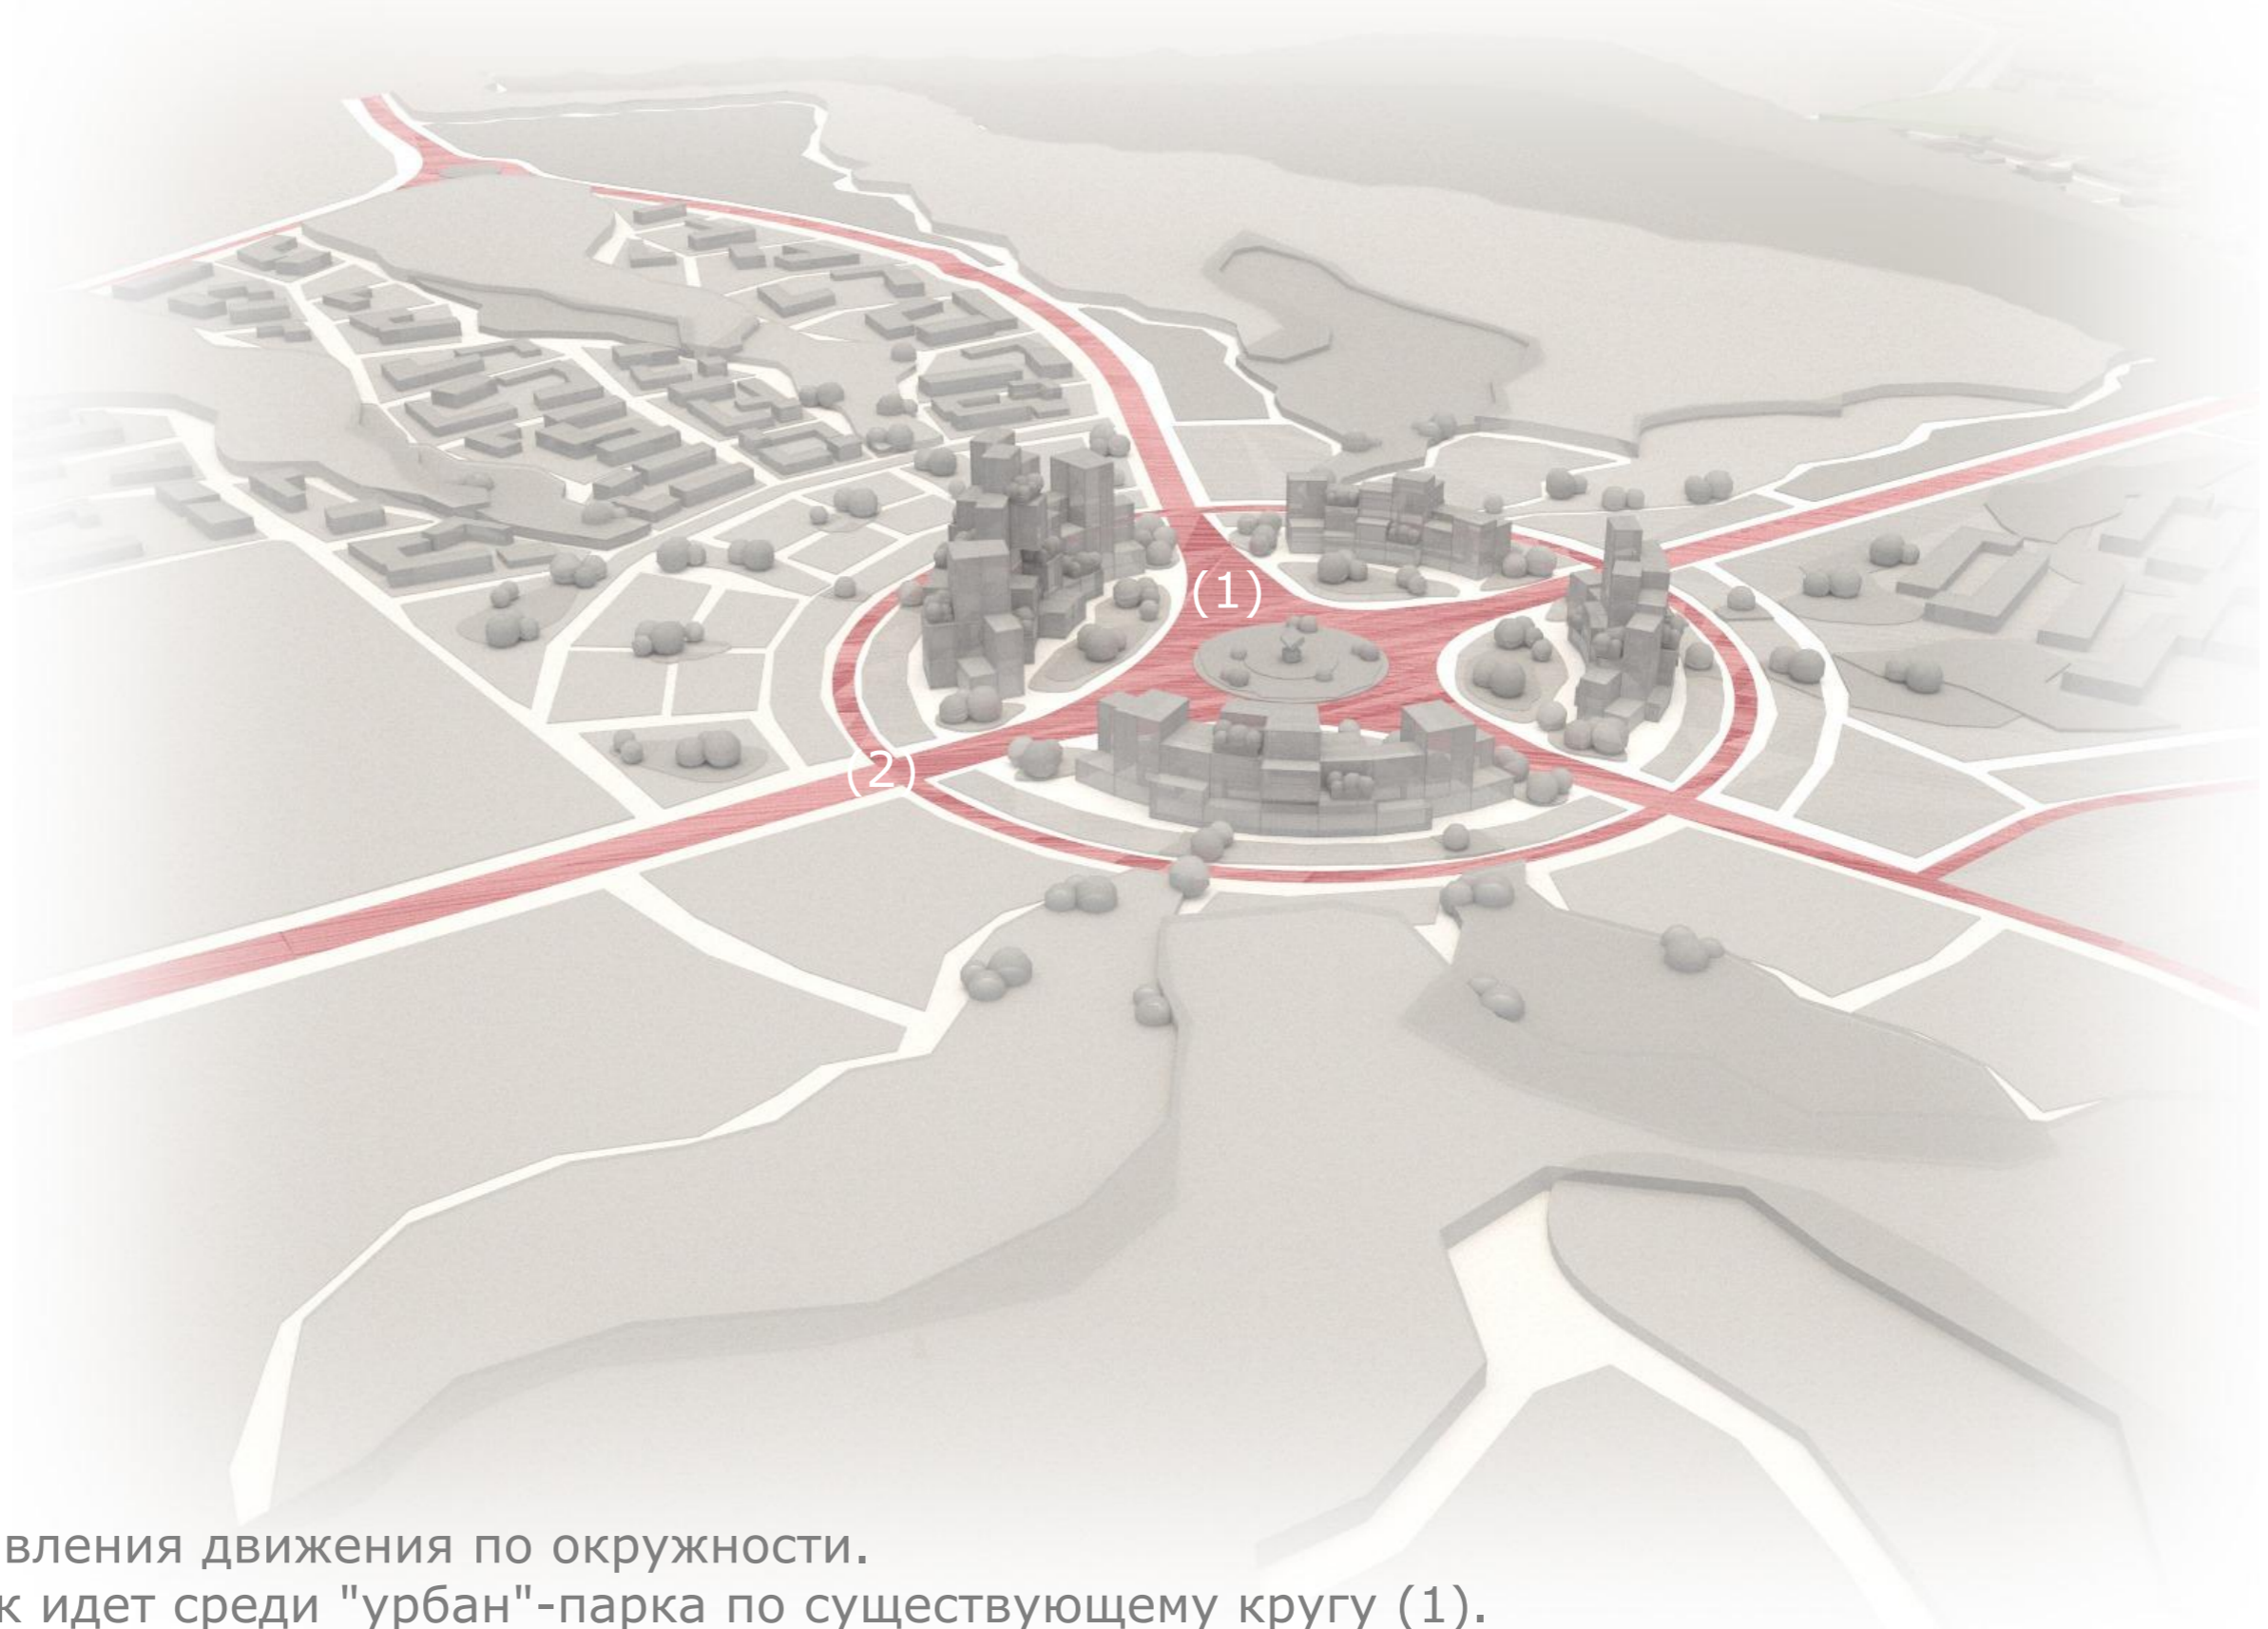 (1)
(2)
вления движения по окружности.
к идет среди "урбан"-парка по существующему кругу (1).